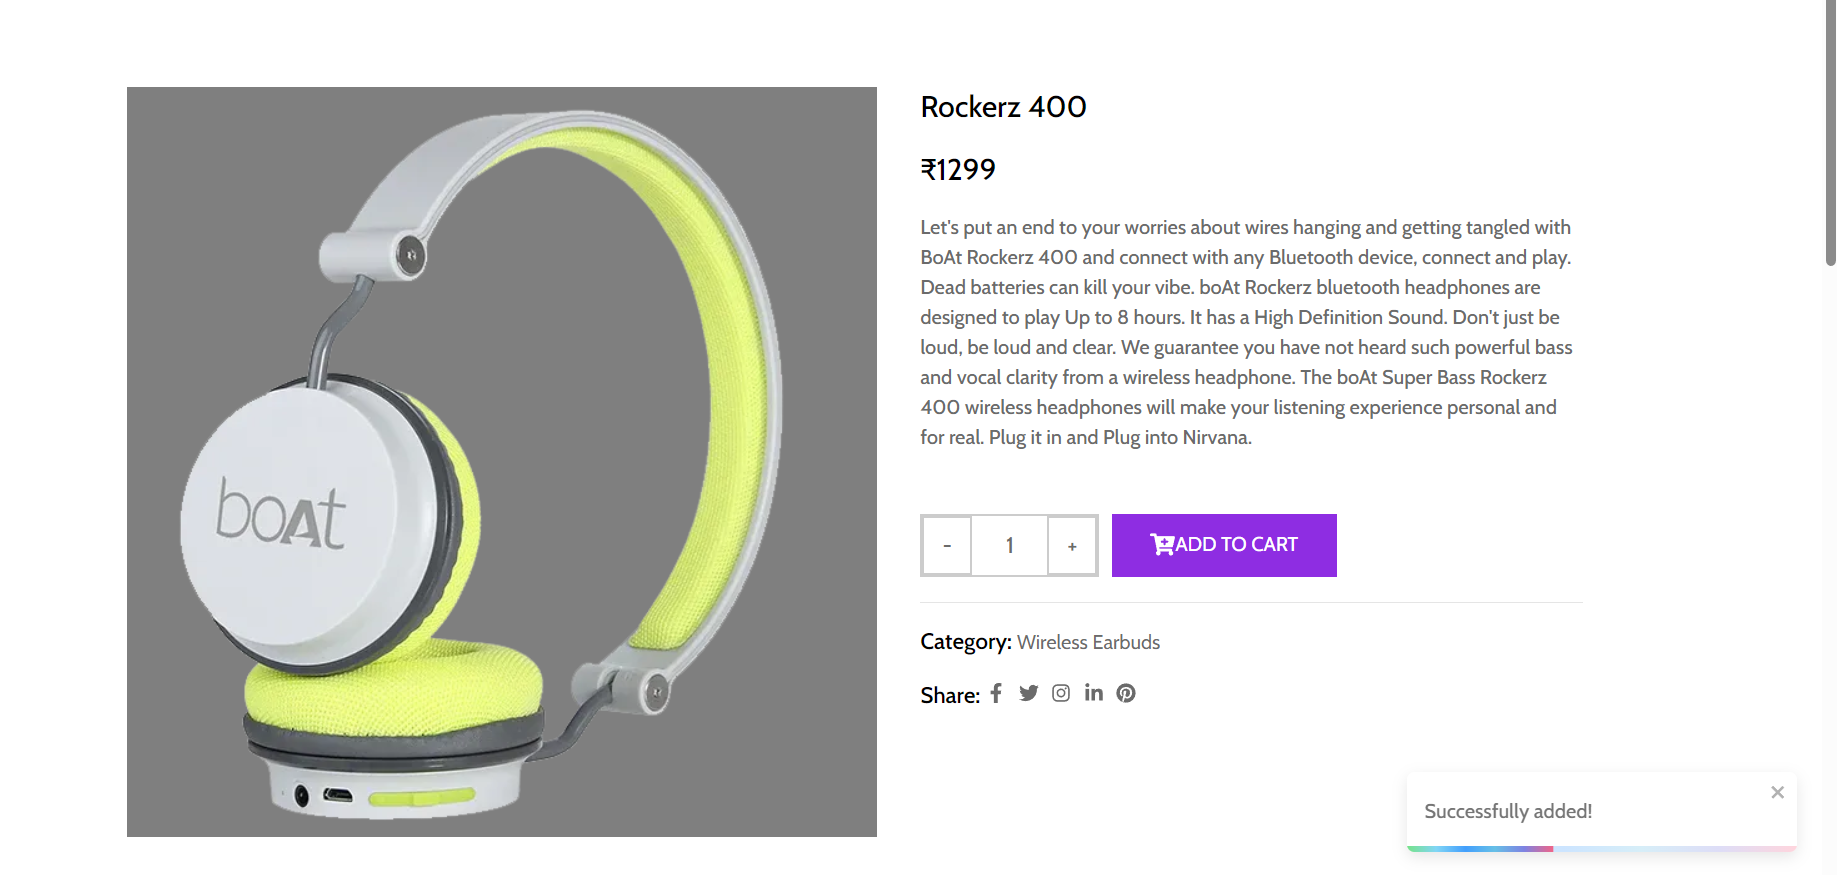 boAt
Rockerz 400
₹1299
Let's put an end to your worries about wires hanging and getting tangled with
BoAt Rockerz 400 and connect with any Bluetooth device, connect and play.
Dead batteries can kill your vibe. boAt Rockerz bluetooth headphones are
designed to play Up to 8 hours. It has a High Definition Sound. Don't just be
loud, be loud and clear. We guarantee you have not heard such powerful bass
and vocal clarity from a wireless headphone. The boAt Super Bass Rockerz
400 wireless headphones will make your listening experience personal and
for real. Plug it in and Plug into Nirvana.
- 1 + ADD TO CART
Category: Wireless Earbuds
Share:
Successfully added!